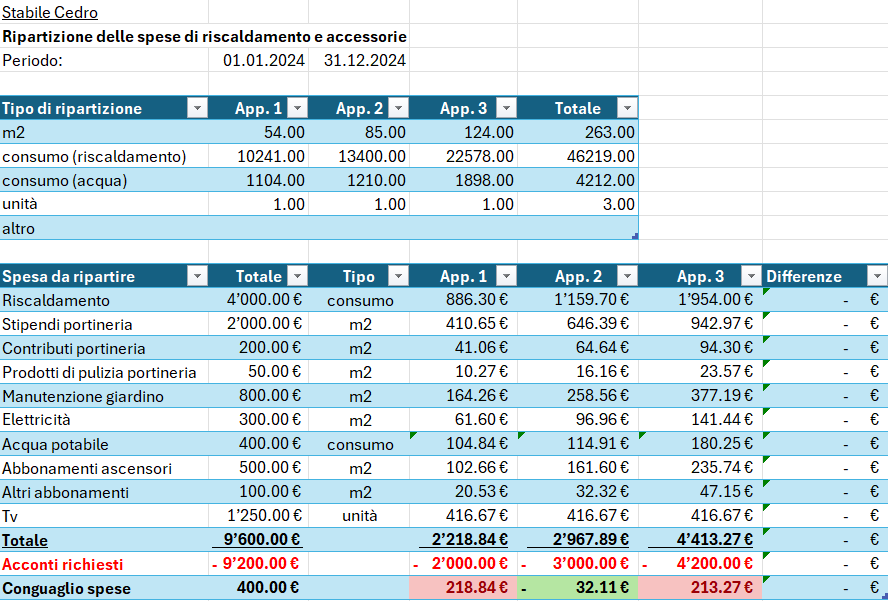 Stabile Cedro
Ripartizione delle spese di riscaldamento e accessorie
Periodo: 01.01.2024 31.12.2024
Tipo di ripartizione App. 1 App. 2 App. 3 Totale
m2 54.00 85.00 124.00 263.00
consumo (riscaldamento) 10241.00 13400.00 22578.00 46219.00
consumo (acqua) 1104.00 1210.00 1898.00 4212.00
unità 1.00 1.00 1.00 3.00
altro
Spesa da ripartire Totale Tipo App. 1 App. 2 App. 3 Differenze
Riscaldamento 4’000.00 € consumo 886.30 € 1’159.70 € 1’954.00 € - €
Stipendi portineria 2’000.00 € m2 410.65 € 646.39 € 942.97 € - €
Contributi portineria 200.00 € m2 41.06 € 64.64 € 94.30 € - €
Prodotti di pulizia portineria 50.00 € m2 10.27 € 16.16 € 23.57 € - €
Manutenzione giardino 800.00 € m2 164.26 € 258.56 € 377.19 € - €
Elettricità 300.00 € m2 61.60 € 96.96 € 141.44 € - €
Acqua potabile 400.00 € consumo 104.84 € 114.91 € 180.25 € - €
Abbonamenti ascensori 500.00 € m2 102.66 € 161.60 € 235.74 € - €
Altri abbonamenti 100.00 € m2 20.53 € 32.32 € 47.15 € - €
Tv 1’250.00 € unità 416.67 € 416.67 € 416.67 € - €
Totale 9’600.00 € 2’218.84 € 2’967.89 € 4’413.27 € - €
Acconti richiesti - 9’200.00 € - 2’000.00 € - 3’000.00 € - 4’200.00 € - €
Conguaglio spese 400.00 € 218.84 € - 32.11 € 213.27 € - €